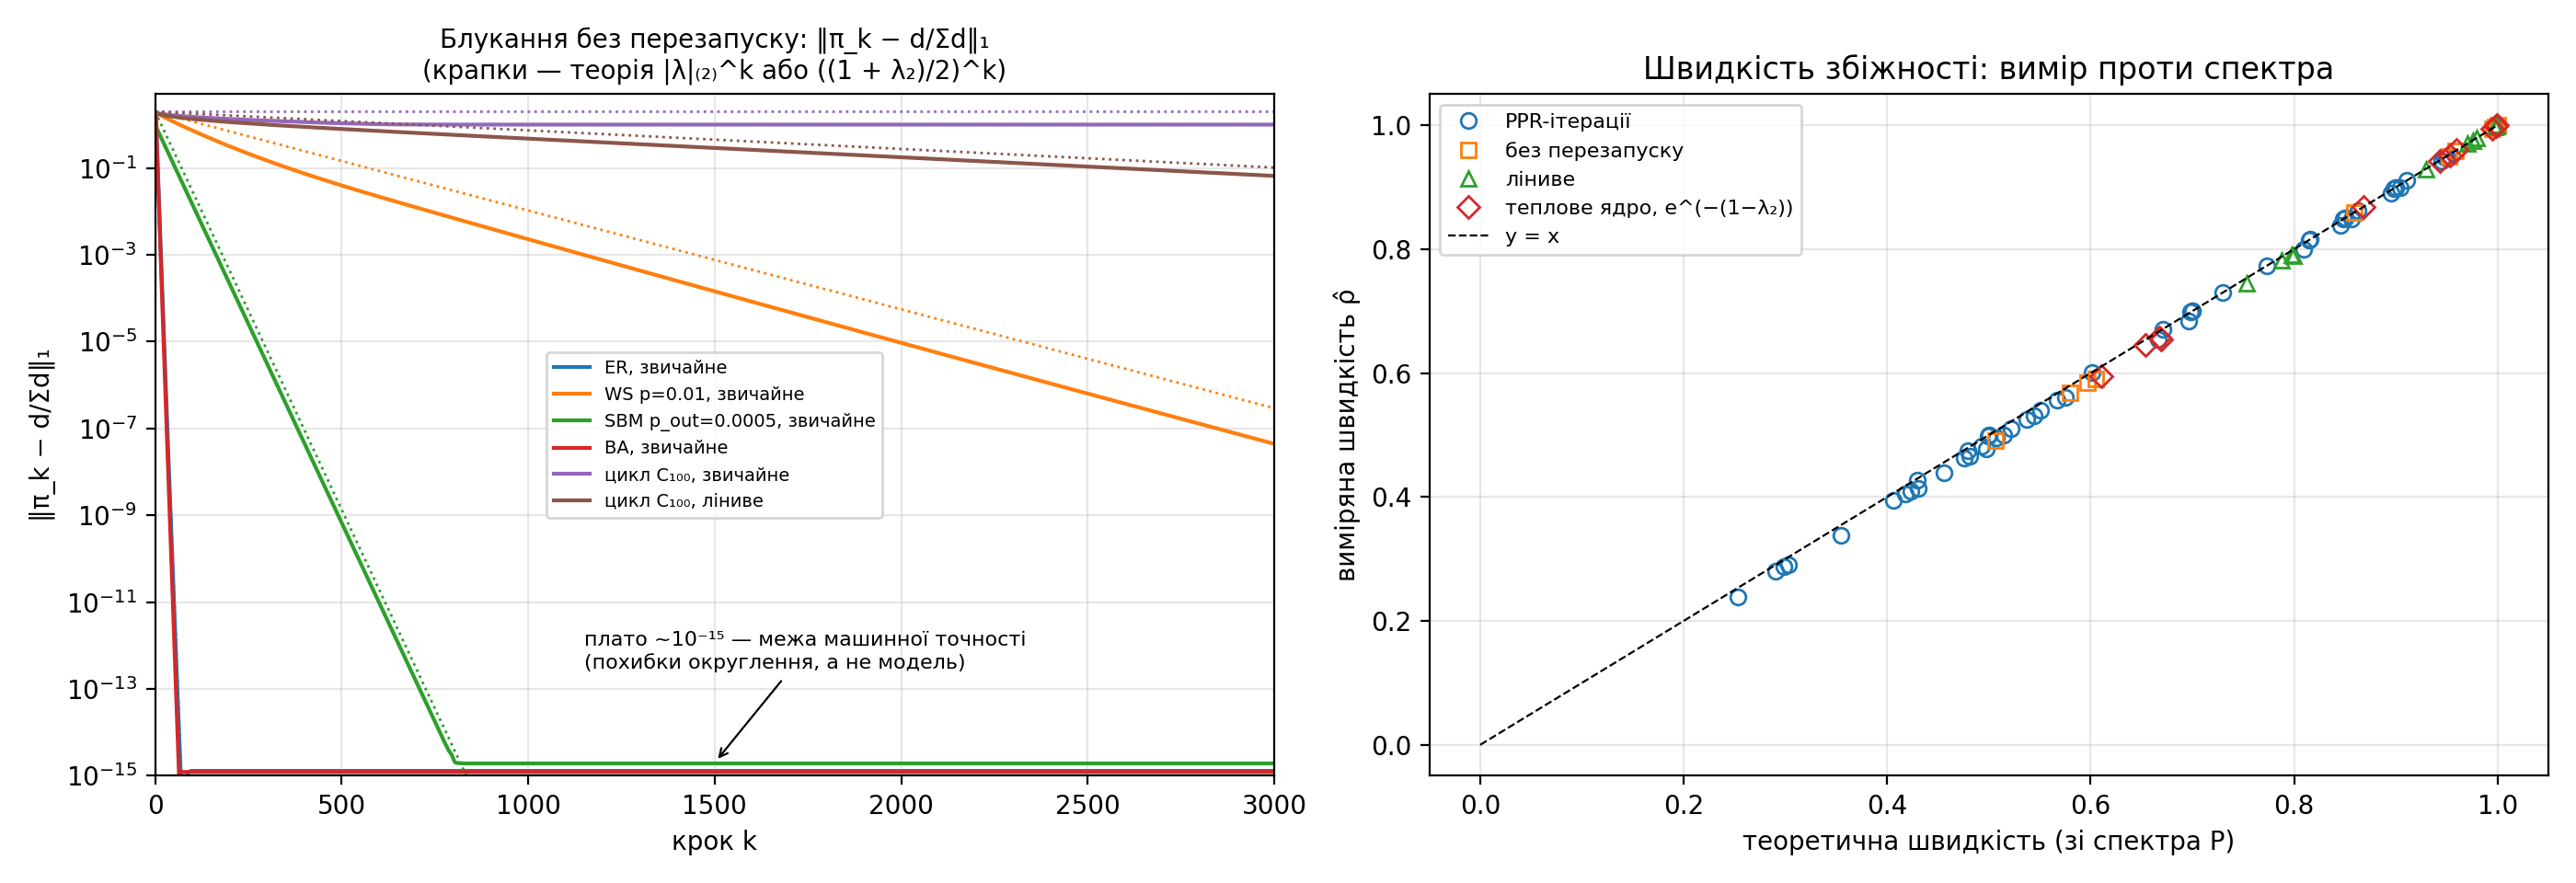 Блукання без перезапуску: ‖π_k − d/Σd‖₁
(крапки — теорія |λ|₍₂₎^k або ((1 + λ₂)/2)^k)
‖π_k − d/Σd‖₁
10⁻¹
10⁻³
10⁻⁵
10⁻⁷
10⁻⁹
10⁻¹¹
10⁻¹³
10⁻¹⁵
ER, звичайне
WS p=0.01, звичайне
SBM p_out=0.0005, звичайне
BA, звичайне
цикл C₁₀₀, звичайне
цикл C₁₀₀, ліниве
плато ~10⁻¹⁵ — межа машинної точності
(похибки округлення, а не модель)
0 500 1000 1500 2000 2500 3000
крок k
Швидкість збіжності: вимір проти спектра
PPR-ітерації
без перезапуску
ліниве
теплове ядро, e^(−(1−λ₂))
y = x
виміряна швидкість ρ̂
1.0
0.8
0.6
0.4
0.2
0.0
0.0 0.2 0.4 0.6 0.8 1.0
теоретична швидкість (зі спектра P)